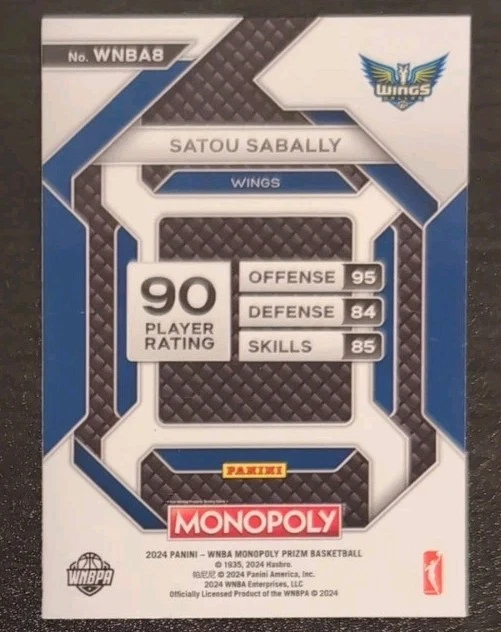 No. WNBA8
WINGS
DALLAS
SATOU SABALLY
WINGS
90
PLAYER
RATING
OFFENSE 95
DEFENSE 84
SKILLS 85
PANINI
MONOPOLY
2024 PANINI – WNBA MONOPOLY PRIZM BASKETBALL
© 1935, 2024 Hasbro.
帕尼尼 © 2024 Panini America, Inc.
2024 WNBA Enterprises, LLC
Officially Licensed Product of the WNBPA © 2024
WNBPA